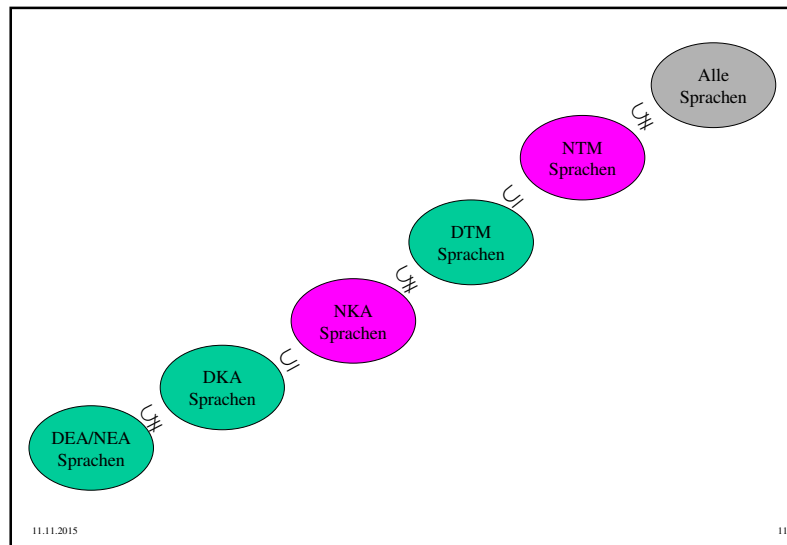 Alle
Sprachen
⊊
NTM
Sprachen
⊆
DTM
Sprachen
⊊
NKA
Sprachen
⊆
DKA
Sprachen
⊊
DEA/NEA
Sprachen
11.11.2015
11